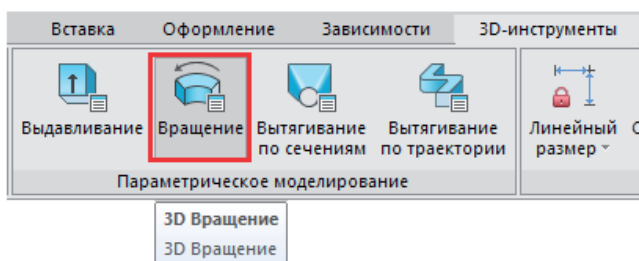 Вставка Оформление Зависимости 3D-инструменты
Выдавливание Вращение Вытягивание Вытягивание Линейный
по сечениям по траектории размер
Параметрическое моделирование
3D Вращение
3D Вращение